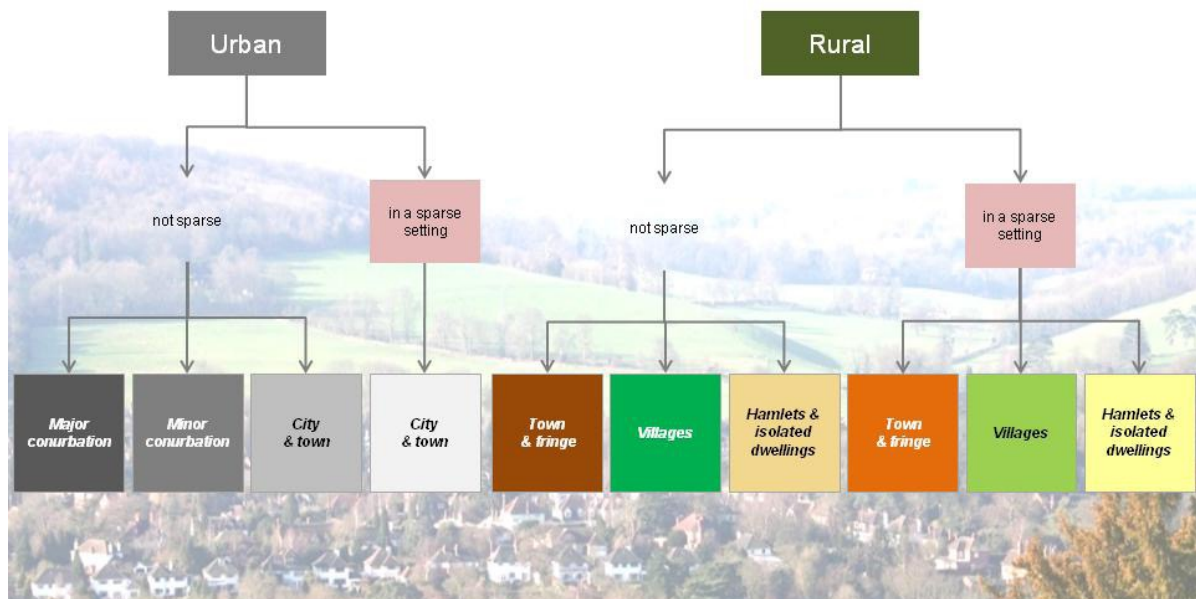 Urban
Rural
not sparse
in a sparse
setting
not sparse
in a sparse
setting
Major
conurbation
Minor
conurbation
City
& town
City
& town
Town
& fringe
Villages
Hamlets &
isolated
dwellings
Town
& fringe
Villages
Hamlets &
isolated
dwellings